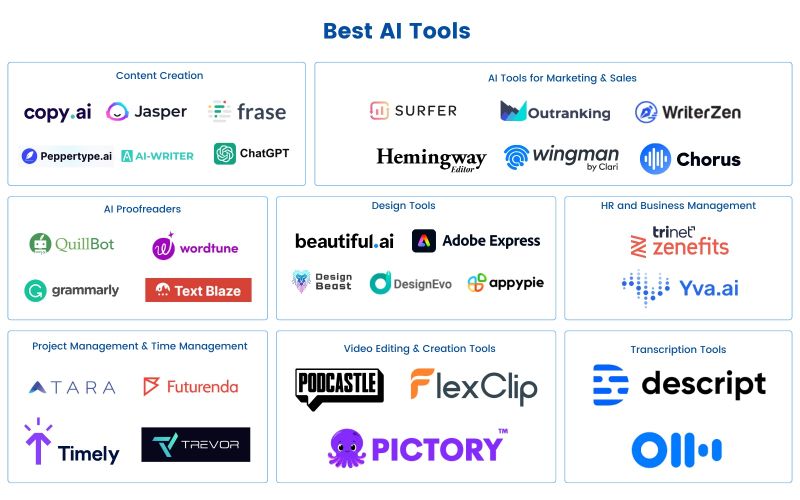 Best AI Tools
Content Creation
copy.ai
Jasper
frase
Peppertype.ai
AI AI-WRITER
ChatGPT
AI Tools for Marketing & Sales
SURFER
Outranking
WriterZen
Hemingway
Editor
wingman
by Clari
Chorus
AI Proofreaders
QuillBot
wordtune
grammarly
Text Blaze
Design Tools
beautiful.ai
Adobe Express
Design
Beast
DesignEvo
appypie
HR and Business Management
trinet
zenefits
Yva.ai
Project Management & Time Management
ATARA
Futurenda
Timely
TREVOR
Video Editing & Creation Tools
PODCASTLE
FlexClip
PICTORY™
Transcription Tools
descript